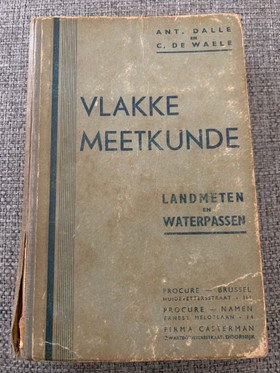 ANT. DALLE
EN
C. DE WAELE
VLAKKE
MEETKUNDE
LANDMETEN
EN
WATERPASSEN
PROCURE — BRUSSEL
PROCURE — NAMEN
FIRMA CASTERMAN